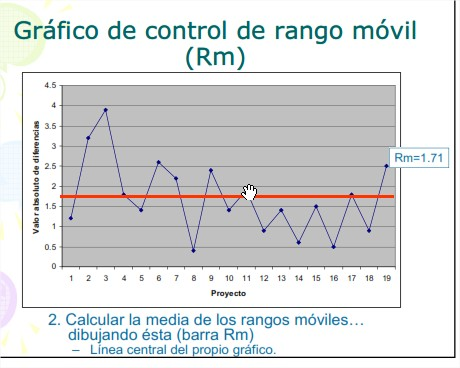 Gráfico de control de rango móvil
(Rm)
4.5
4
3.5
3
2.5
2
1.5
1
0.5
0
Valor absoluto de diferencias
Rm=1.71
1 2 3 4 5 6 7 8 9 10 11 12 13 14 15 16 17 18 19
Proyecto
2. Calcular la media de los rangos móviles…
dibujando ésta (barra Rm)
– Línea central del propio gráfico.